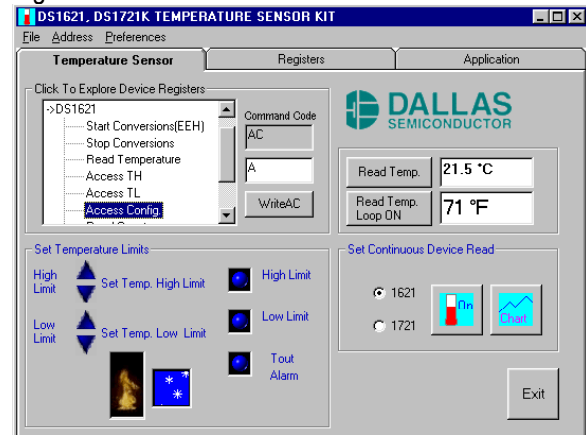 DS1621, DS1721K TEMPERATURE SENSOR KIT
File Address Preferences
Temperature Sensor Registers Application
Click To Explore Device Registers
->DS1621
Start Conversions(EEH)
Stop Conversions
Read Temperature
Access TH
Access TL
Access Config.
Command Code
AC
A
WriteAC
DALLAS
SEMICONDUCTOR
Read Temp.
21.5 °C
Read Temp.
Loop ON
71 °F
Set Temperature Limits
High
Limit
Set Temp. High Limit
High Limit
Low
Limit
Set Temp. Low Limit
Low Limit
Tout
Alarm
Set Continuous Device Read
1621
1721
On
Chart
Exit